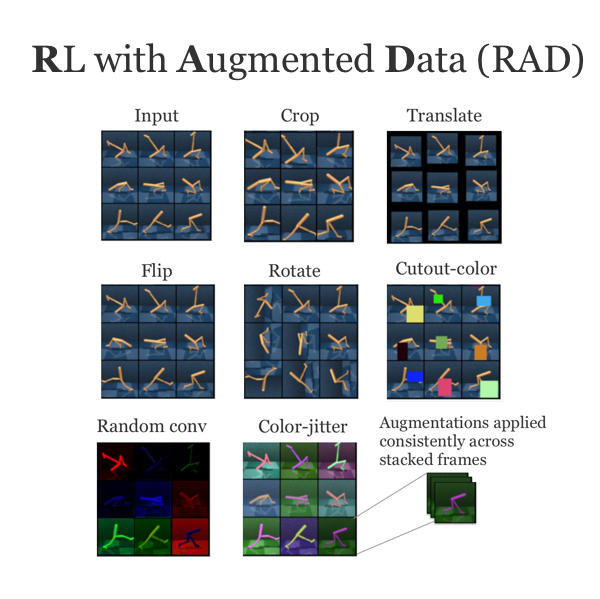 RL with Augmented Data (RAD)
Input
Crop
Translate
Flip
Rotate
Cutout-color
Random conv
Color-jitter
Augmentations applied
consistently across
stacked frames